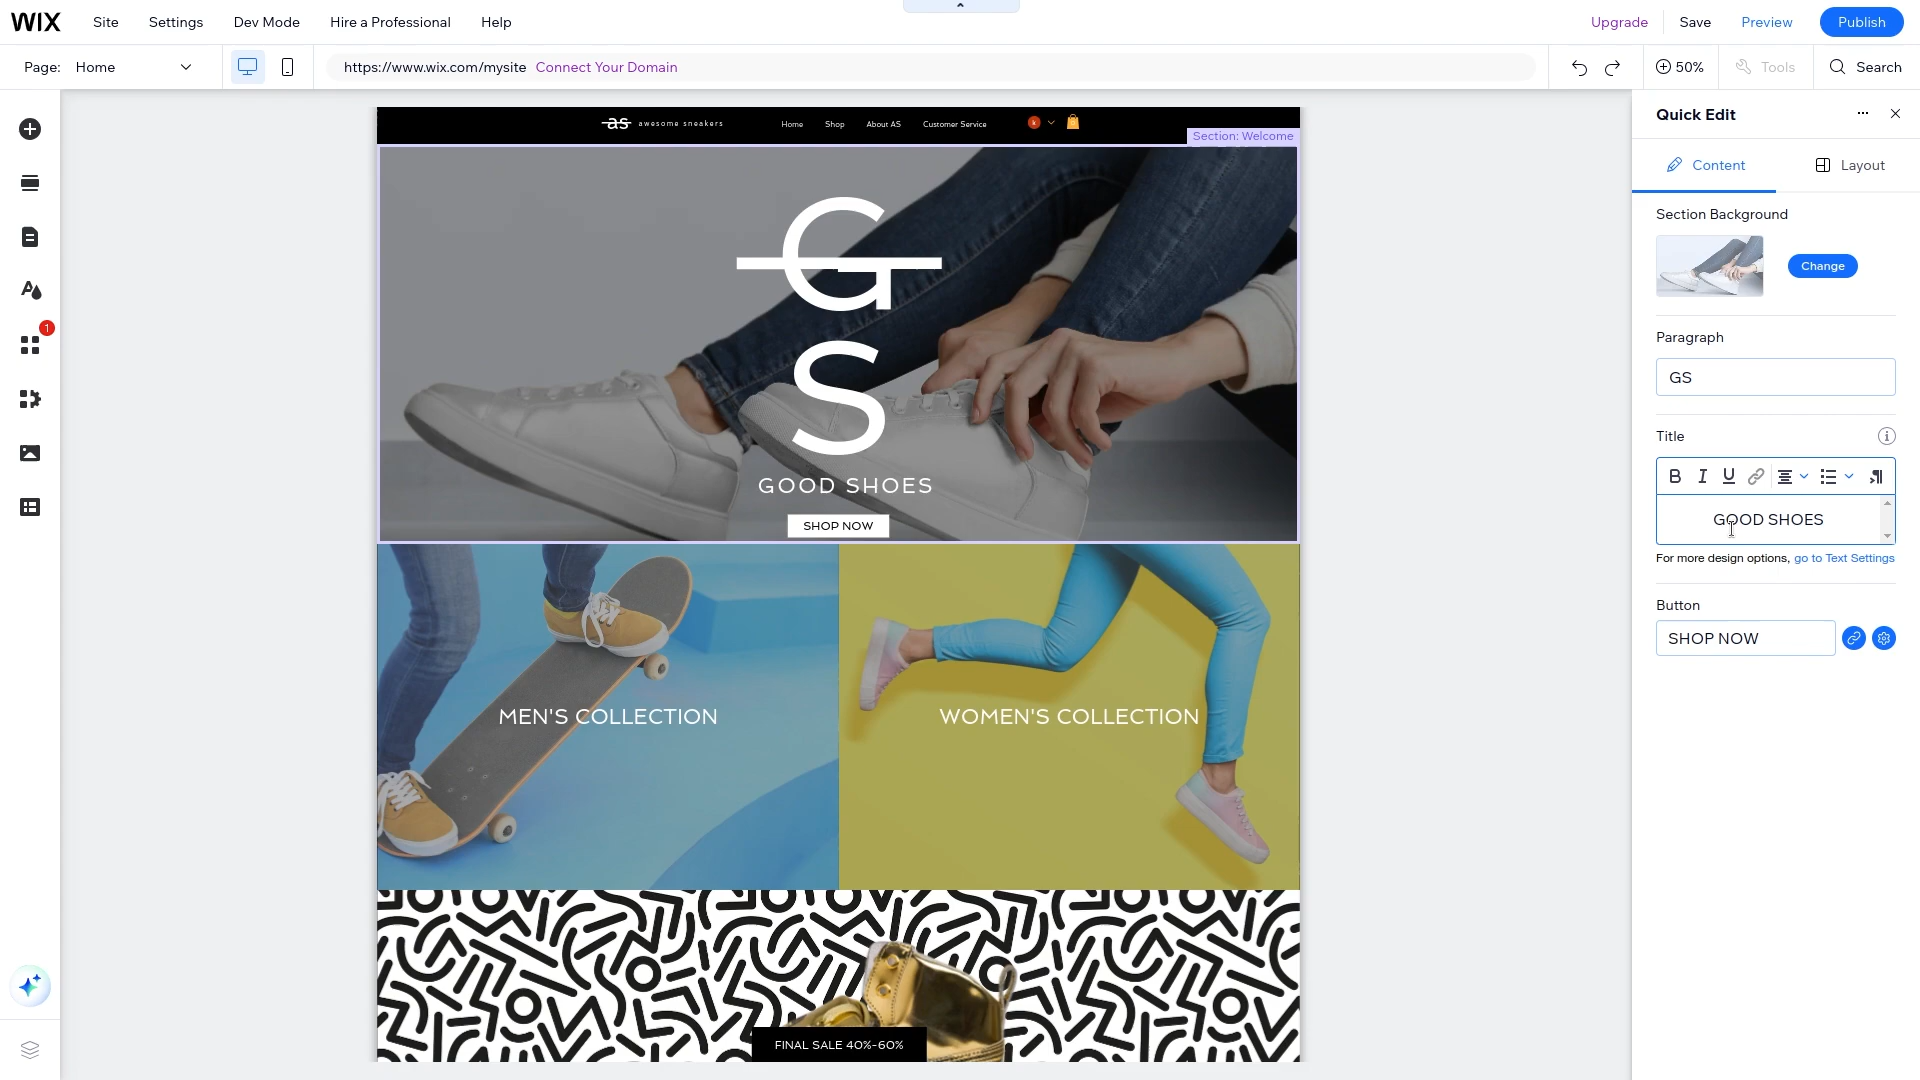 WIX Site Settings Dev Mode Hire a Professional Help Upgrade Save Preview Publish
Page: Home https://www.wix.com/mysite Connect Your Domain 50% Tools Search
as awesome sneakers Home Shop About AS Customer Service k
Section: Welcome
G
S
GOOD SHOES
SHOP NOW
MEN'S COLLECTION
WOMEN'S COLLECTION
FINAL SALE 40%-60%
1
Quick Edit
Content Layout
Section Background
Change
Paragraph
GS
Title
B I U
GOOD SHOES
For more design options, go to Text Settings
Button
SHOP NOW